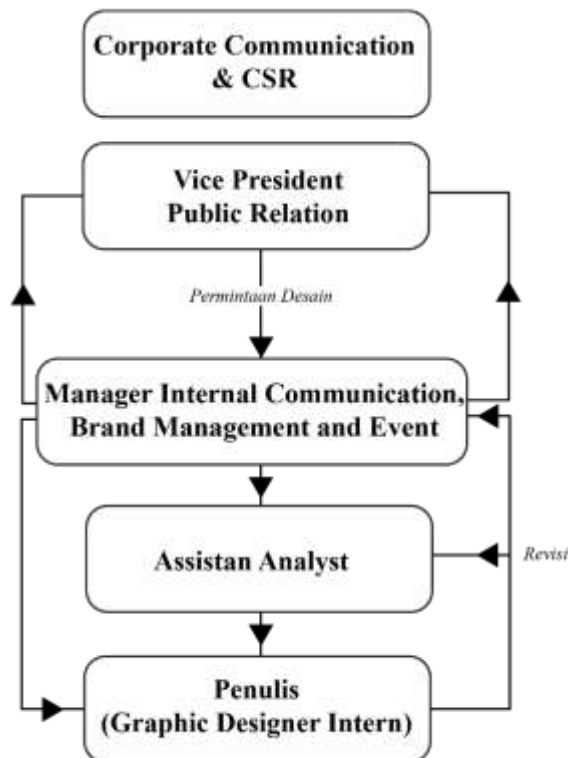 Corporate Communication
& CSR
Vice President
Public Relation
Permintaan Desain
Manager Internal Communication,
Brand Management and Event
Assistan Analyst
Revisi
Penulis
(Graphic Designer Intern)